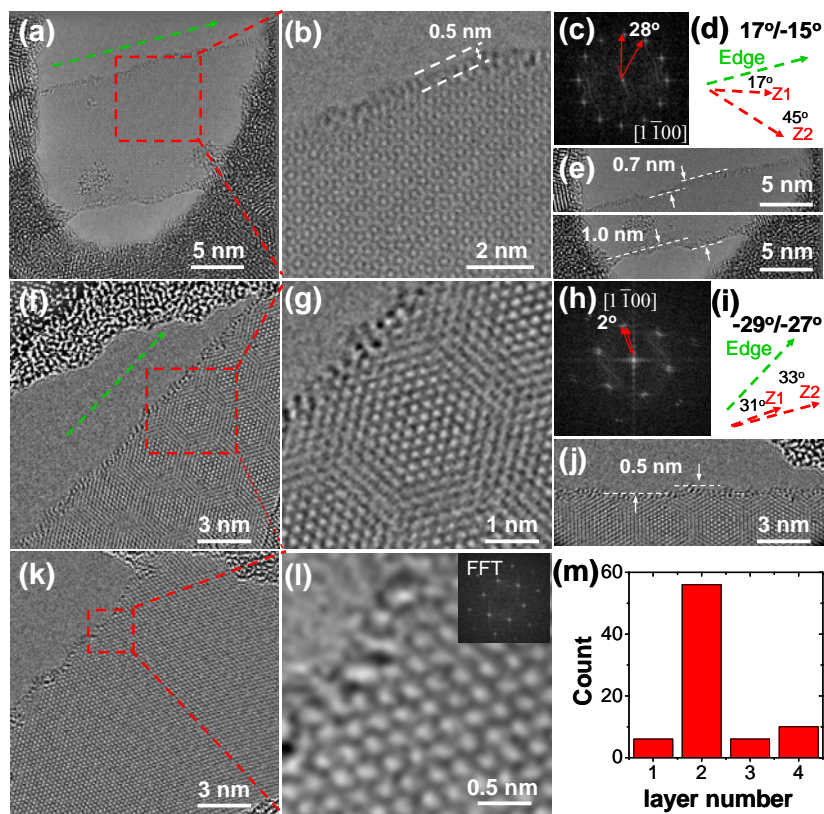 (a)
5 nm
(b)
0.5 nm
2 nm
(c)
28°
[1 1̅00]
(d)
17°/-15°
Edge
17°
Z1
45°
Z2
(e)
0.7 nm
5 nm
1.0 nm
5 nm
(f)
3 nm
(g)
1 nm
(h)
[1 1̅00]
2°
(i)
-29°/-27°
Edge
33°
31°
Z1
Z2
(j)
0.5 nm
3 nm
(k)
3 nm
(l)
FFT
0.5 nm
(m)
60
40
20
0
Count
1 2 3 4
layer number